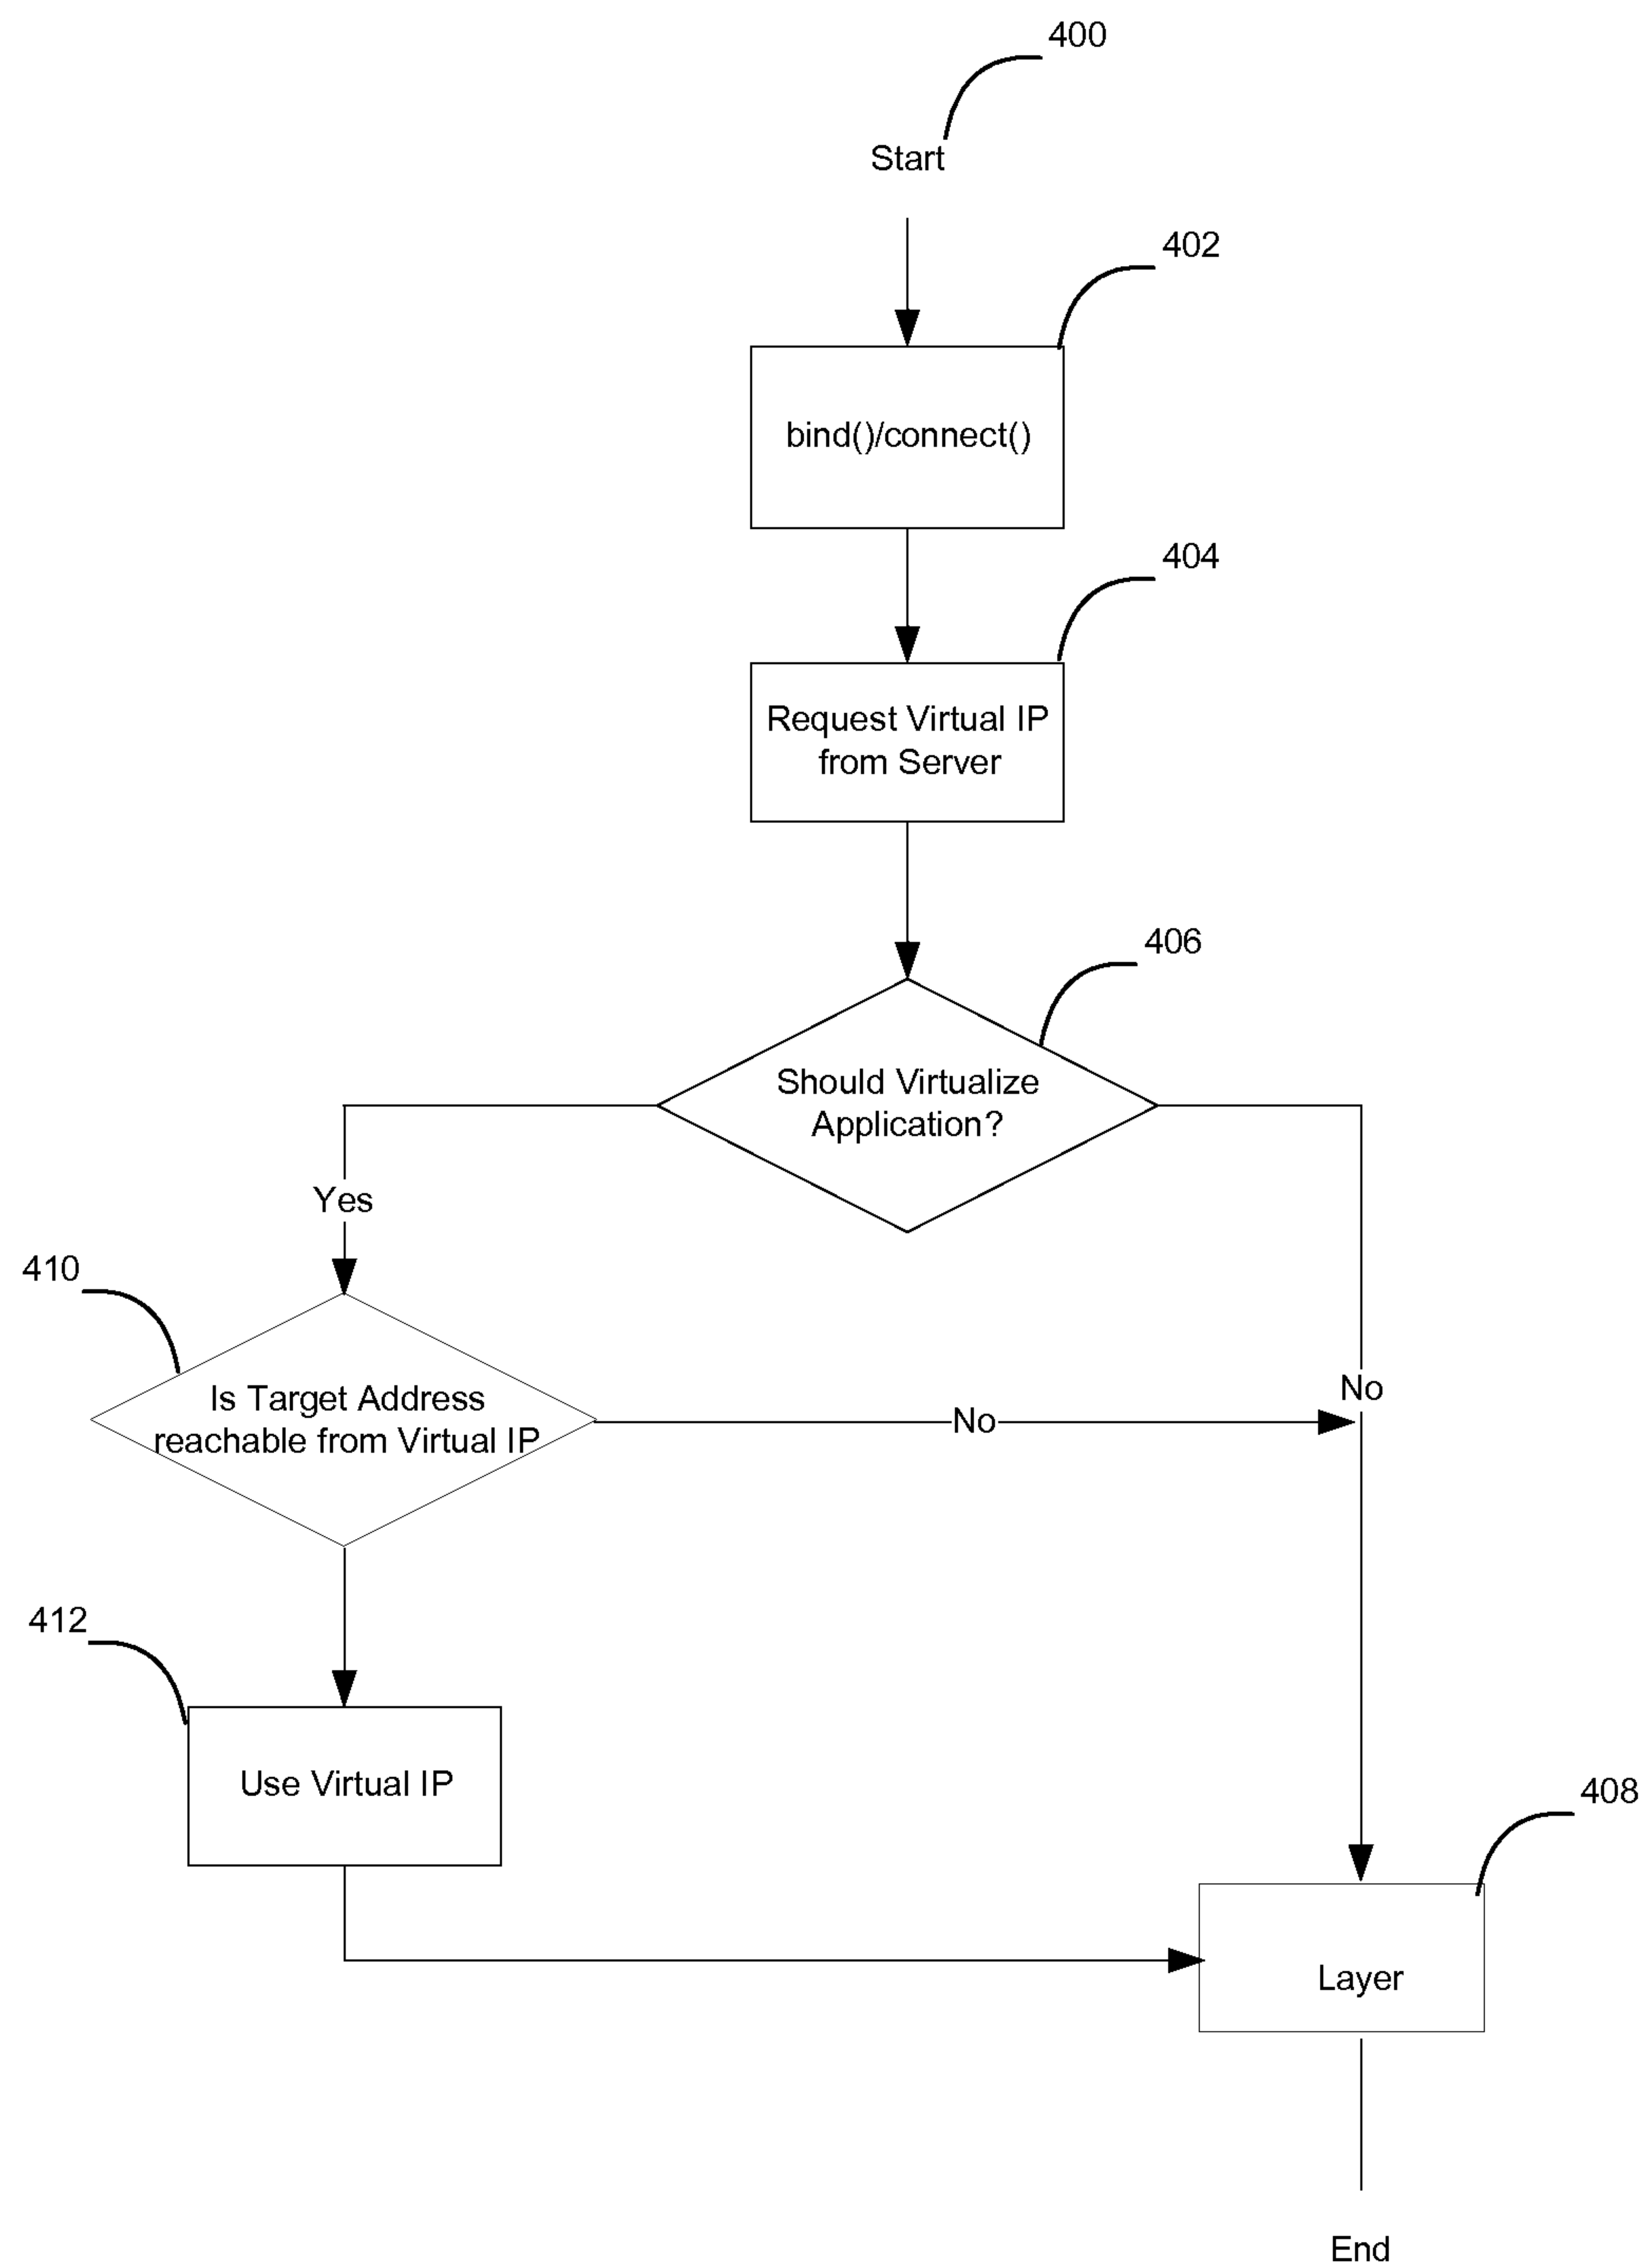 400
Start
402
bind()/connect()
404
Request Virtual IP
from Server
406
Should Virtualize
Application?
Yes
410
Is Target Address
reachable from Virtual IP
No
No
412
Use Virtual IP
408
Layer
End